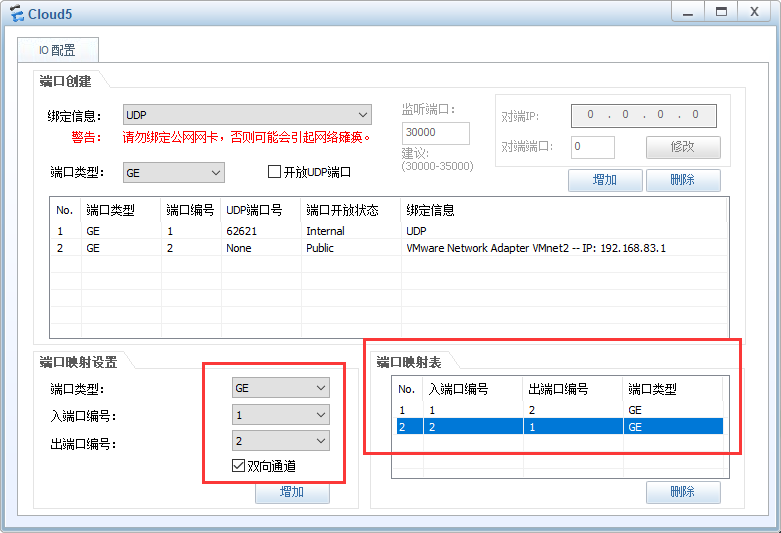 Cloud5
IO 配置
端口创建
绑定信息： UDP
警告： 请勿绑定公网网卡，否则可能会引起网络瘫痪。
端口类型： GE 开放UDP端口
监听端口：
30000
建议:
(30000-35000)
对端IP: 0 . 0 . 0 . 0
对端端口: 0 修改
增加 删除
No. 端口类型 端口编号 UDP端口号 端口开放状态 绑定信息
1 GE 1 62621 Internal UDP
2 GE 2 None Public VMware Network Adapter VMnet2 -- IP: 192.168.83.1
端口映射设置
端口类型： GE
入端口编号： 1
出端口编号： 2
双向通道
增加
端口映射表
No. 入端口编号 出端口编号 端口类型
1 1 2 GE
2 2 1 GE
删除